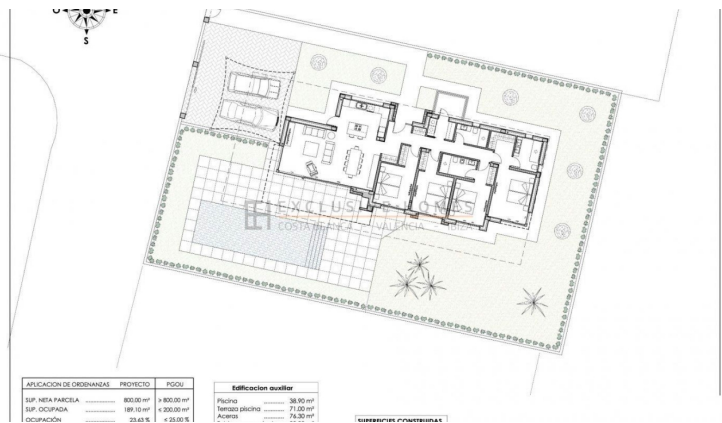 O E
S
EXCLUSIVE HOMES
COSTA BLANCA - VALENCIA - IBIZA
APLICACION DE ORDENANZAS PROYECTO PGOU
SUP. NETA PARCELA ................ 800.00 m² ≥ 800.00 m²
SUP. OCUPADA ................ 189.10 m² < 200.00 m²
OCUPACIÓN ................ 23.63 % ≤ 25.00 %
Edificacion auxiliar
Piscina ............ 38.90 m²
Terraza piscina ............ 71.00 m²
Aceras ............ 76.30 m²
SUPERFICIES CONSTRUIDAS